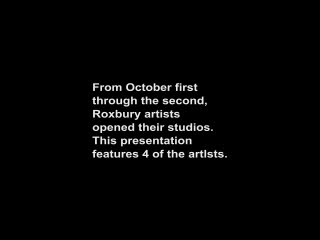 From October first
through the second,
Roxbury artists
opened their studios.
This presentation
features 4 of the artIsts.